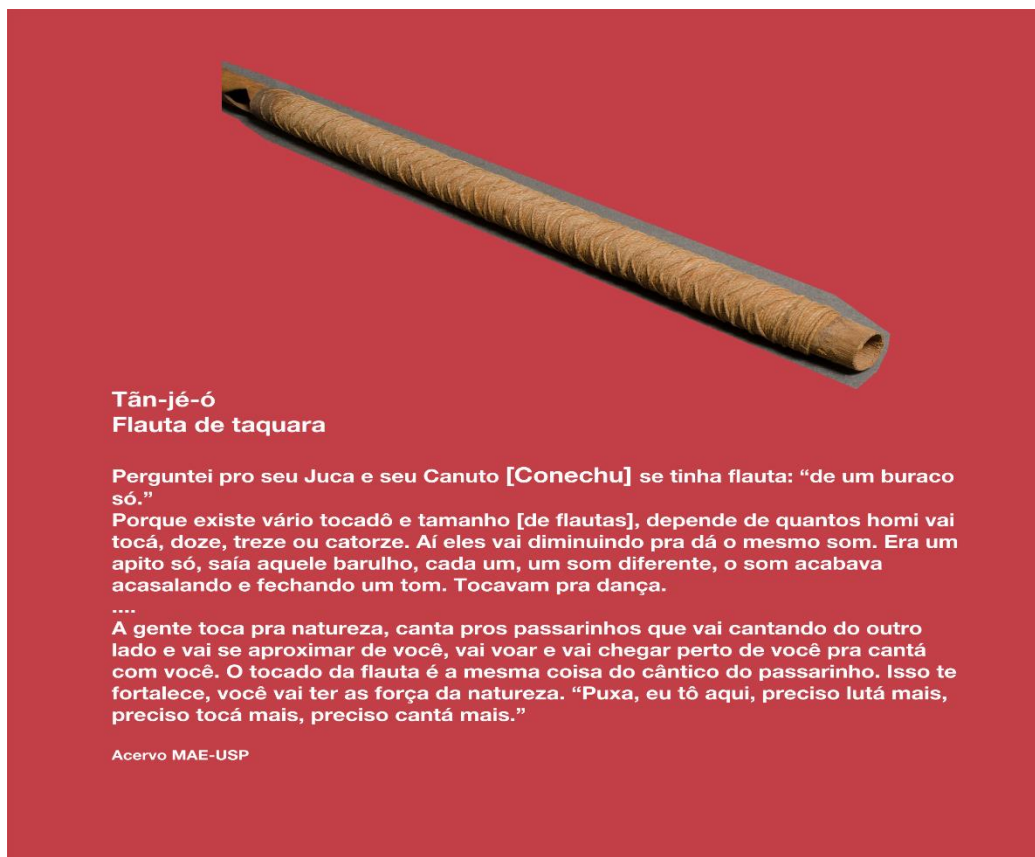 Tãn-jé-ó
Flauta de taquara
Perguntei pro seu Juca e seu Canuto [Conechu] se tinha flauta: “de um buraco
só.”
Porque existe vário tocadô e tamanho [de flautas], depende de quantos homi vai
tocá, doze, treze ou catorze. Aí eles vai diminuindo pra dá o mesmo som. Era um
apito só, saía aquele barulho, cada um, um som diferente, o som acabava
acasalando e fechando um tom. Tocavam pra dança.
....
A gente toca pra natureza, canta pros passarinhos que vai cantando do outro
lado e vai se aproximar de você, vai voar e vai chegar perto de você pra cantá
com você. O tocado da flauta é a mesma coisa do cântico do passarinho. Isso te
fortalece, você vai ter as força da natureza. “Puxa, eu tô aqui, preciso lutá mais,
preciso tocá mais, preciso cantá mais.”
Acervo MAE-USP